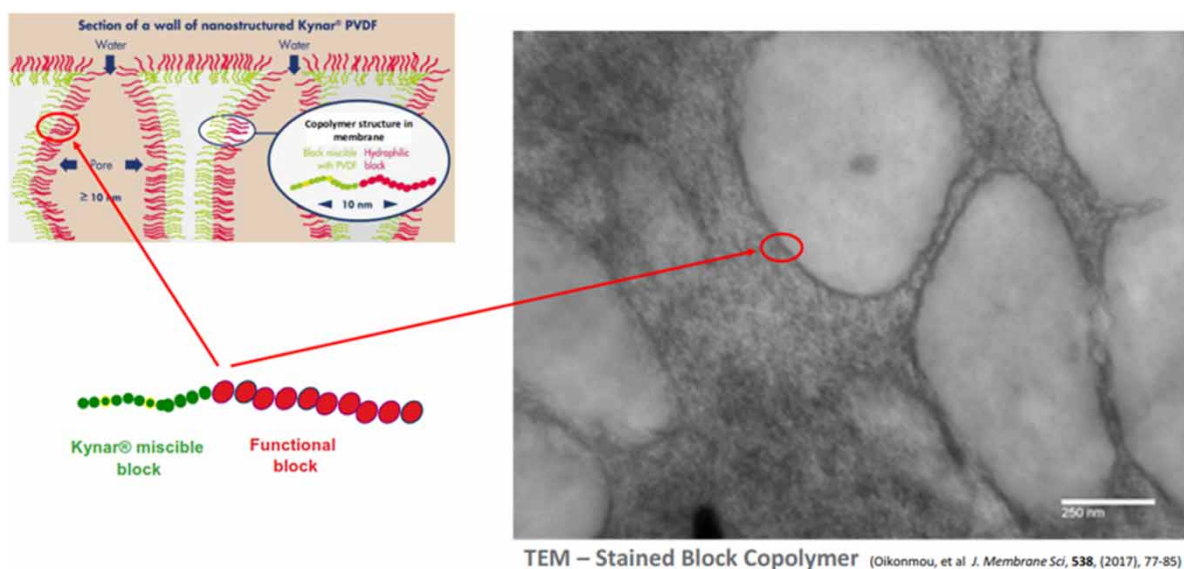 Section of a wall of nanostructured Kynar® PVDF
Water
Water
Copolymer structure in
membrane
Block miscible
with PVDF
Hydrophilic
block
10 nm
Pore
≥ 10 nm
Kynar® miscible
block
Functional
block
250 nm
TEM – Stained Block Copolymer (Oikonmou, et al J. Membrane Sci, 538, (2017), 77-85)